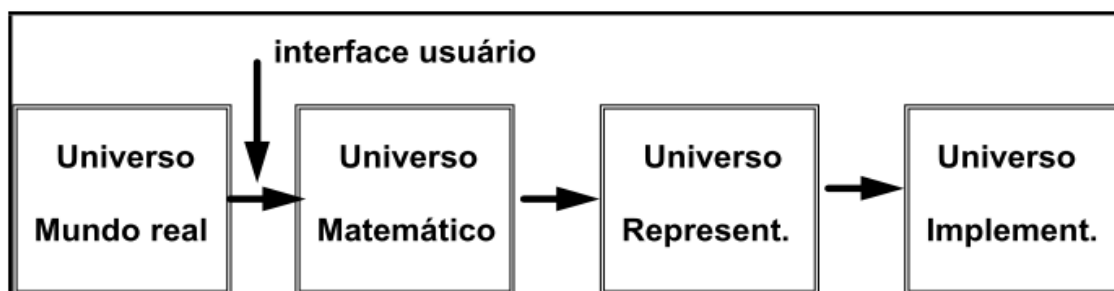 interface usuário
Universo
Mundo real
Universo
Matemático
Universo
Represent.
Universo
Implement.